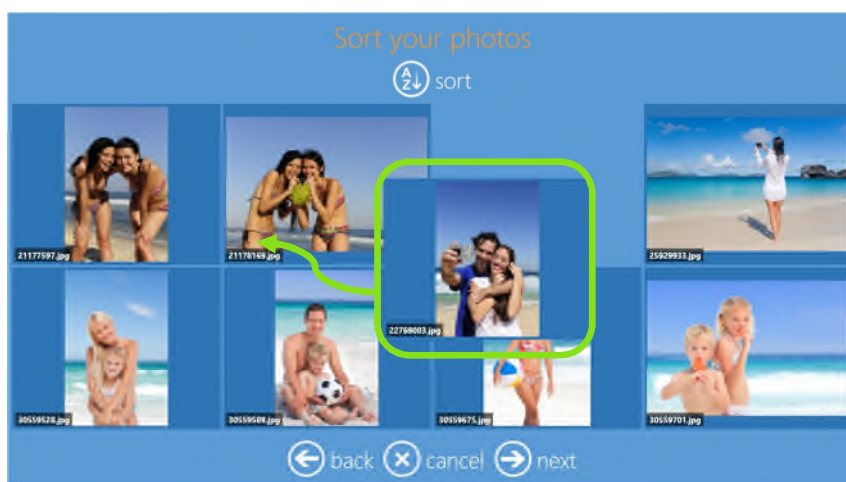 Sort your photos
sort
21177597.jpg
21178169.jpg
22769003.jpg
25929933.jpg
30559528.jpg
30559509.jpg
30559675.jpg
30559701.jpg
back cancel next